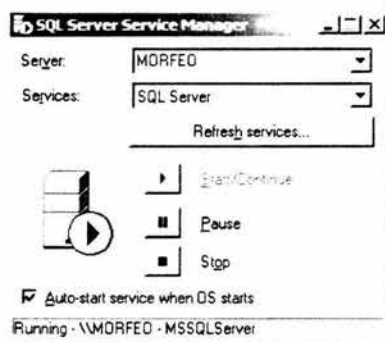 SQL Server Service Manager
Server: MORFEO
Services: SQL Server
Refresh services...
Start/Continue
Pause
Stop
Auto-start service when OS starts
Running - \\MORFEO - MSSQLServer